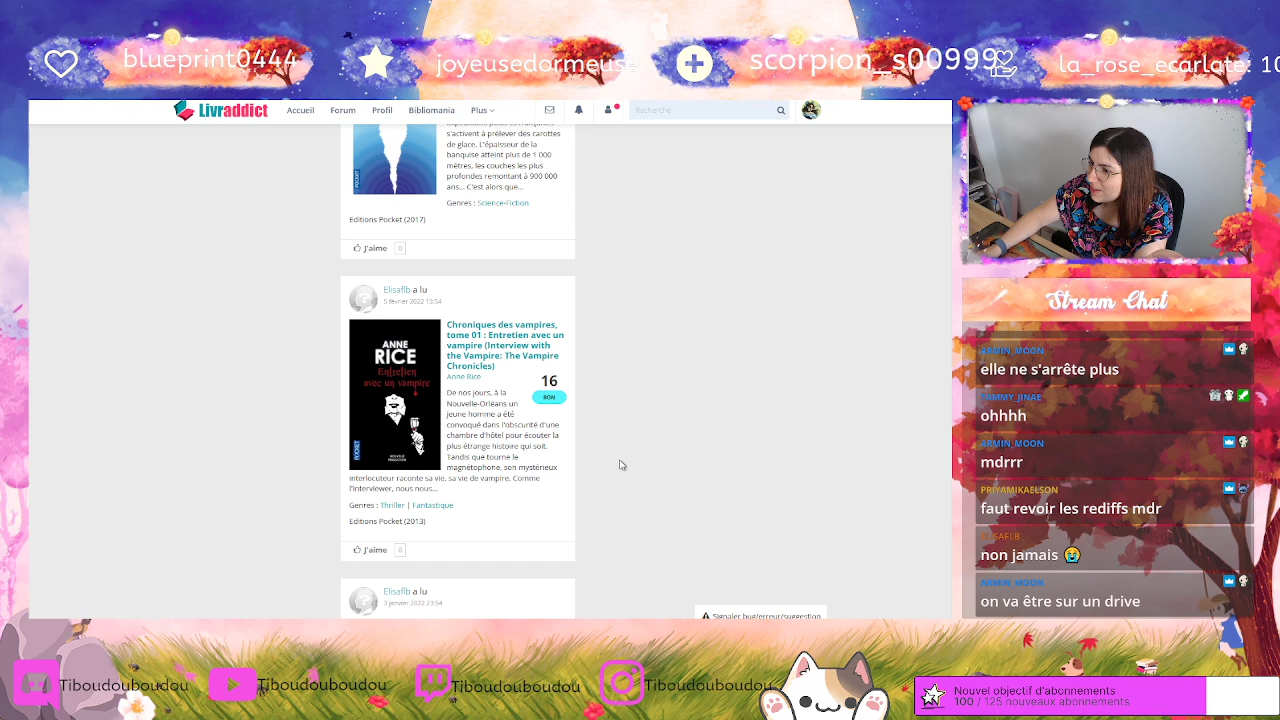 blueprint0444
joyeusedormeuse
scorpion_s00999
la_rose_ecarlate: 10
Livraddict
Accueil
Forum
Profil
Bibliomania
Plus
Recherche
s'activent à prélever des carottes
de glace. L'épaisseur de la
banquise atteint plus de 1 000
mètres, les couches les plus
profondes remontant à 900 000
ans... C'est alors que...
Genres : Science-Fiction
POCKET
Editions Pocket (2017)
J'aime 0
Elisaflb a lu
5 février 2022 13:54
ANNE
RICE
Entretien
avec un vampire
POCKET
NOUVELLE
TRADUCTION
Chroniques des vampires,
tome 01 : Entretien avec un
vampire (Interview with
the Vampire: The Vampire
Chronicles)
Anne Rice
16
BON
De nos jours, à la
Nouvelle-Orléans un
jeune homme a été
convoqué dans l'obscurité d'une
chambre d'hôtel pour écouter la
plus étrange histoire qui soit.
Tandis que tourne le
magnétophone, son mystérieux
interlocuteur raconte sa vie, sa vie de vampire. Comme
l'interviewer, nous nous...
Genres : Thriller | Fantastique
Editions Pocket (2013)
J'aime 0
Elisaflb a lu
3 janvier 2022 23:54
Signaler bug/erreur/suggestion
Stream Chat
ARMIN_MOON
elle ne s'arrête plus
TAMMY_JINAE
ohhhh
ARMIN_MOON
mdrrr
PRIYAMIKAELSON
faut revoir les rediffs mdr
ELISAFLB
non jamais 😭
ARMIN_MOON
on va être sur un drive
Tiboudouboudou
Tiboudouboudou
Tiboudouboudou
Tiboudouboudou
Nouvel objectif d'abonnements
100 / 125 nouveaux abonnements